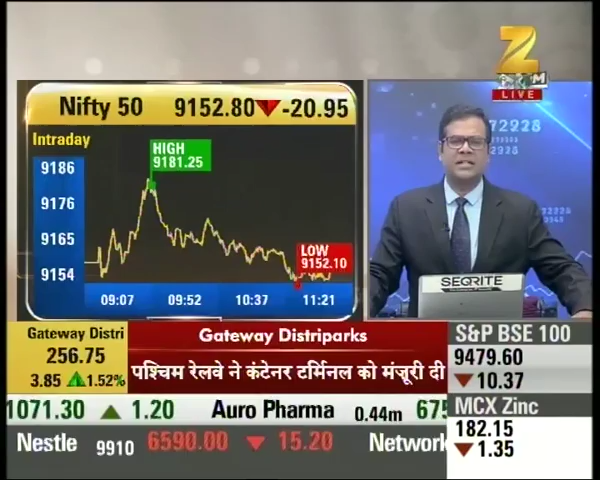 Z
LIVE
Nifty 50 9152.80 -20.95
Intraday
HIGH
9181.25
9186
9176
9165
9154
LOW
9152.10
09:07 09:52 10:37 11:21
72928
SEQRITE
Gateway Distri
256.75
3.85 1.52%
Gateway Distriparks
पश्चिम रेलवे ने कंटेनर टर्मिनल को मंजूरी दी
S&P BSE 100
9479.60
10.37
MCX Zinc
182.15
1.35
1071.30 1.20 Auro Pharma 0.44m 675
Nestle 9910 6590.00 15.20 Network